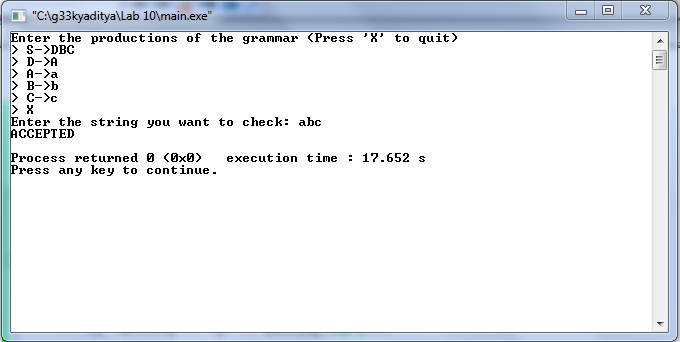 "C:\g33kyaditya\Lab 10\main.exe"
Enter the productions of the grammar (Press 'X' to quit)
> S->DBC
> D->A
> A->a
> B->b
> C->c
> X
Enter the string you want to check: abc
ACCEPTED
Process returned 0 (0x0)   execution time : 17.652 s
Press any key to continue.